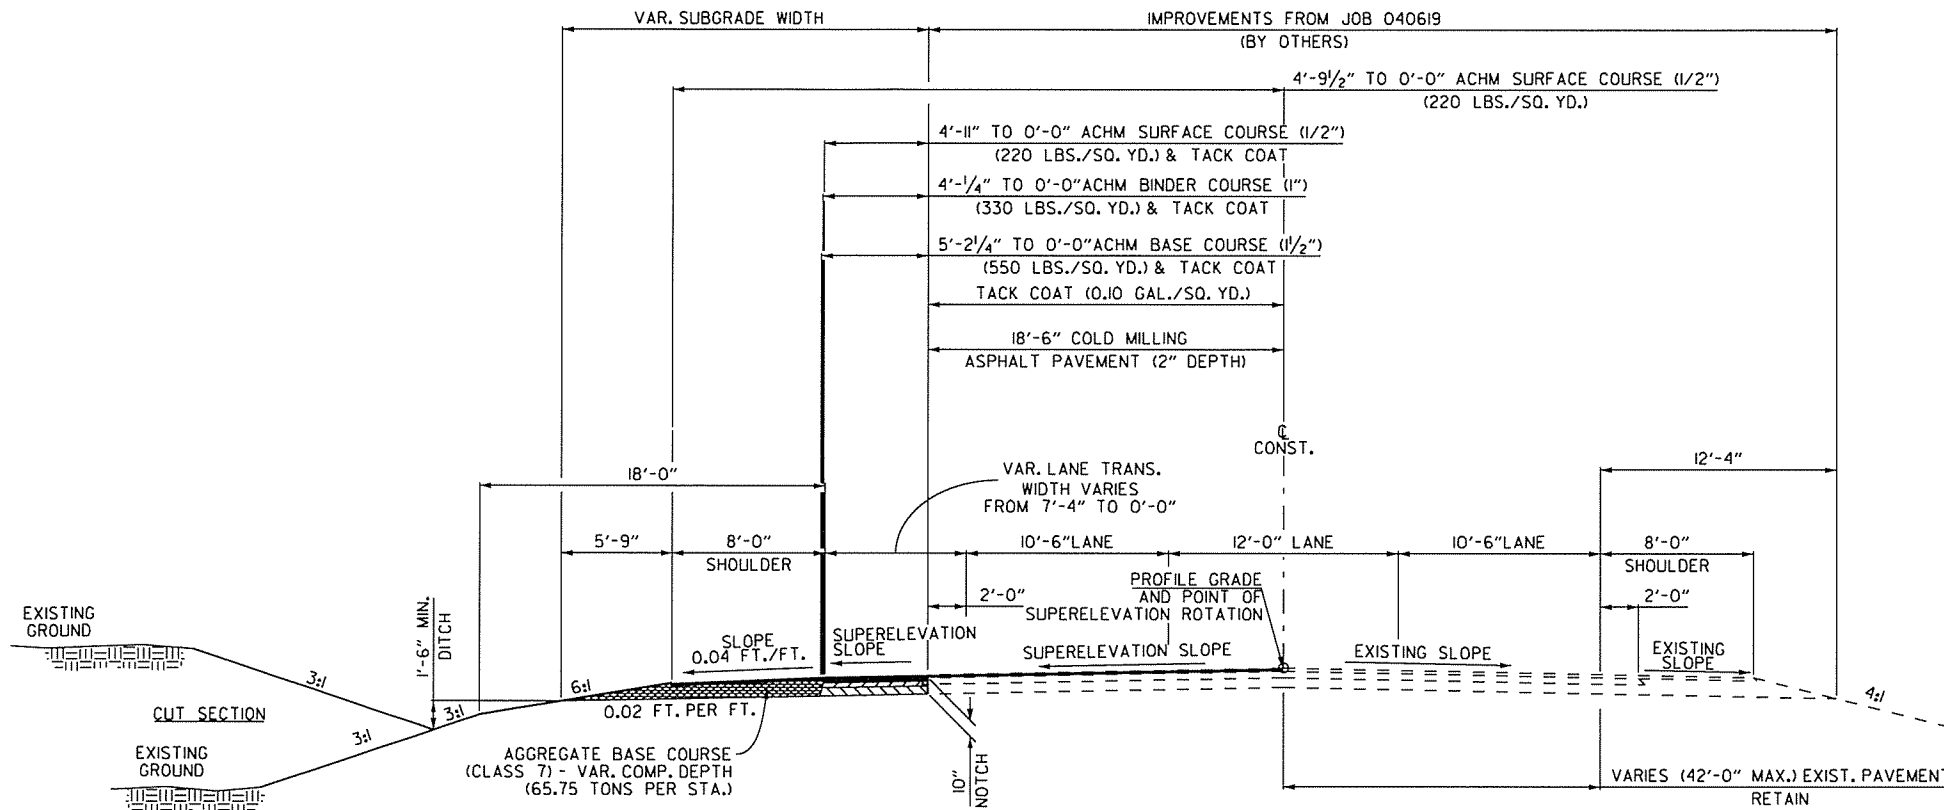 VAR. SUBGRADE WIDTH
IMPROVEMENTS FROM JOB 040619
(BY OTHERS)
4'-9 1/2" TO 0'-0" ACHM SURFACE COURSE (1/2")
(220 LBS./SQ. YD.)
4'-11" TO 0'-0" ACHM SURFACE COURSE (1/2")
(220 LBS./SQ. YD.) & TACK COAT
4'-1/4" TO 0'-0" ACHM BINDER COURSE (1")
(330 LBS./SQ. YD.) & TACK COAT
5'-2 1/4" TO 0'-0" ACHM BASE COURSE (1 1/2")
(550 LBS./SQ. YD.) & TACK COAT
TACK COAT (0.10 GAL./SQ. YD.)
18'-6" COLD MILLING
ASPHALT PAVEMENT (2" DEPTH)
℄
CONST.
18'-0"
VAR. LANE TRANS.
WIDTH VARIES
FROM 7'-4" TO 0'-0"
12'-4"
5'-9"
8'-0"
SHOULDER
10'-6" LANE
12'-0" LANE
10'-6" LANE
8'-0"
SHOULDER
2'-0"
PROFILE GRADE
AND POINT OF
SUPERELEVATION ROTATION
2'-0"
EXISTING
GROUND
1'-6" MIN.
DITCH
SLOPE
0.04 FT./FT.
SUPERELEVATION
SLOPE
SUPERELEVATION SLOPE
EXISTING SLOPE
EXISTING
SLOPE
3:1
6:1
4:1
CUT SECTION
3:1
0.02 FT. PER FT.
3:1
EXISTING
GROUND
AGGREGATE BASE COURSE
(CLASS 7) - VAR. COMP. DEPTH
(65.75 TONS PER STA.)
10"
NOTCH
VARIES (42'-0" MAX.) EXIST. PAVEMENT
RETAIN